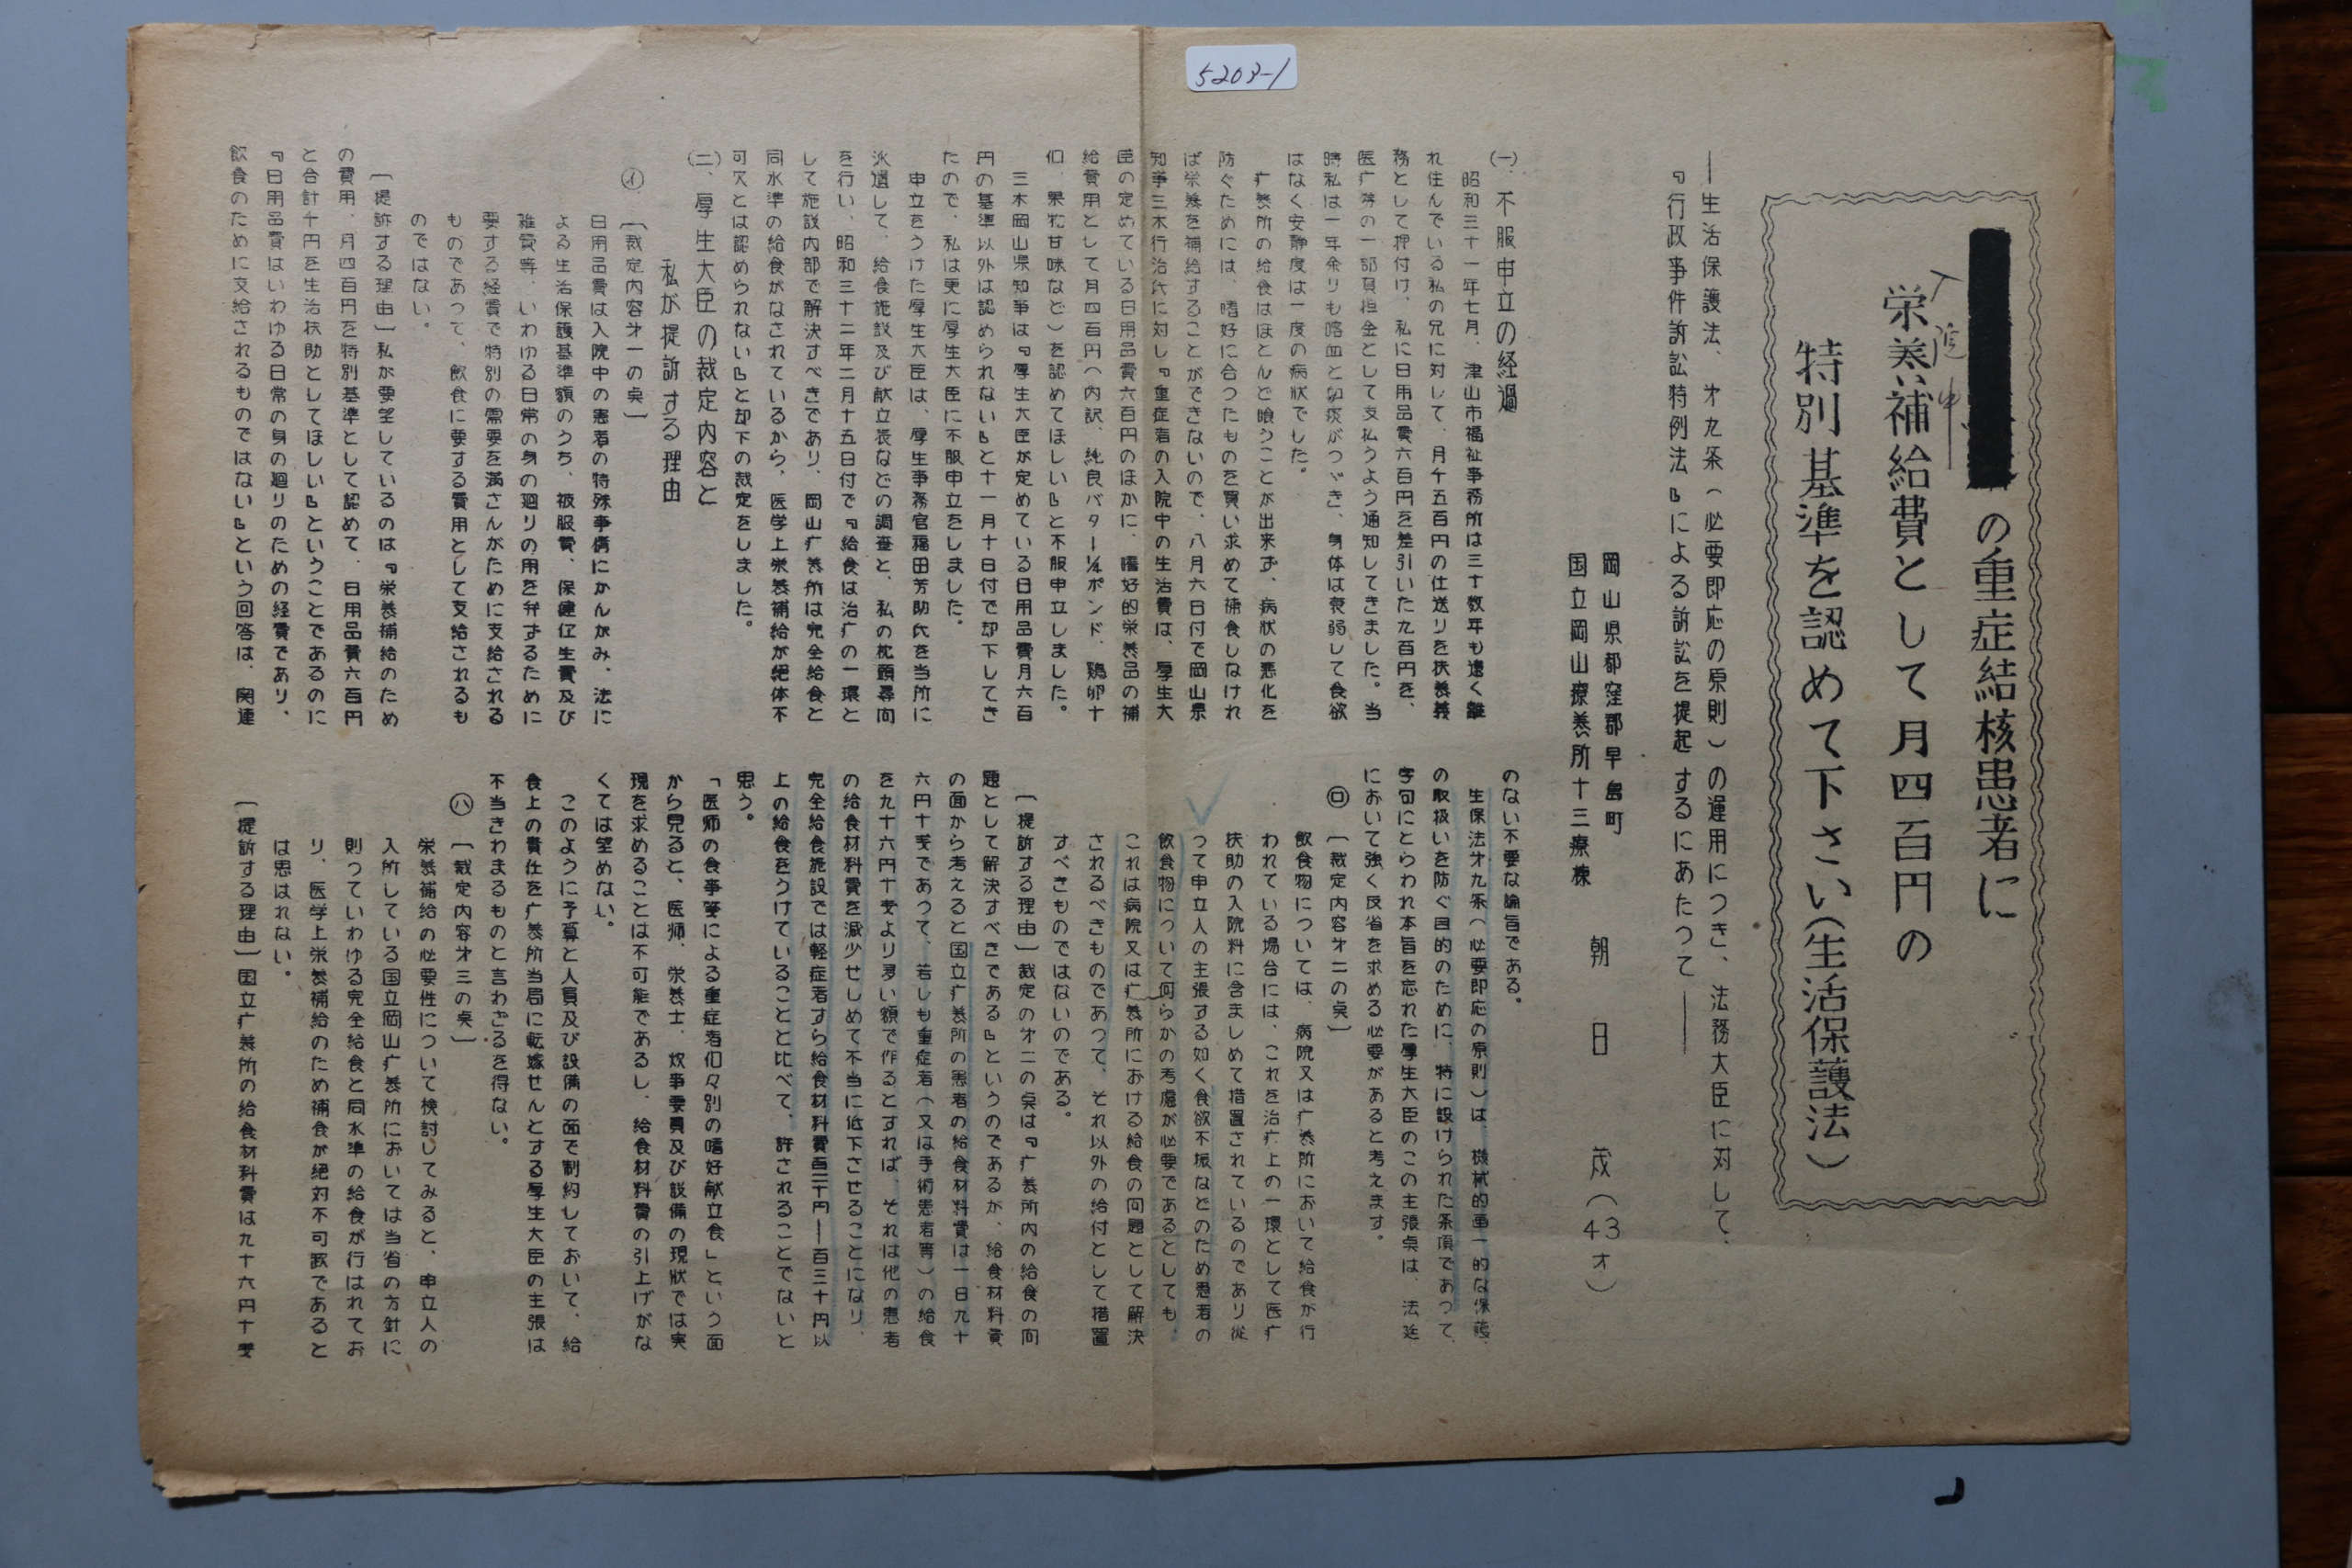 5203-1
入院中
の重症結核患者に
栄養補給費として月四百円の
特別基準を認めて下さい(生活保護法)
――生活保護法、オ九条(必要即応の原則)の運用につき、法務大臣に対して、
『行政事件訴訟特例法』による訴訟を提起するにあたって――
岡山県都窪郡早島町
国立岡山療養所十三療棟
朝日茂(43才)
(一)、不服申立の経過
昭和三十一年七月、津山市福祉事務所は三十数年も遠く離
れ住んでいる私の兄に対して、月千五百円の仕送りを扶養義
務として押付け、私に日用品費六百円を差引いた九百円を、
医疗券の一部負担金として支払うよう通知してきました。当
時私は一年余りも喀血と血痰がつゞき、身体は衰弱して食欲
はなく安静度は一度の病状でした。
疗養所の給食はほとんど喰うことが出来ず、病状の悪化を
防ぐためには、嗜好に合つたものを買い求めて補食しなけれ
ば栄養を補給することができないので、八月六日付で岡山県
知事三木行治氏に対し『重症者の入院中の生活費は、厚生大
臣の定めている日用品費六百円のほかに、嗜好的栄養品の補
給費用として月四百円(内訳、純良バター¼ポンド、鶏卵十
個、果物甘味など)を認めてほしい』と不服申立しました。
三木岡山県知事は『厚生大臣が定めている日用品費月六百
円の基準以外は認められない』と十一月十日付で却下してき
たので、私は更に厚生大臣に不服申立をしました。
申立をうけた厚生大臣は、厚生事務官福田芳助氏を当所に
派遣して、給食施設及び献立表などの調査と、私の枕頭尋問
を行い、昭和三十二年二月十五日付で『給食は治疗の一環と
して施設内部で解決すべきであり、岡山疗養所は完全給食と
同水準の給食がなされているから、医学上栄養補給が絶体不
可欠とは認められない』と却下の裁定をしました。
(二)、厚生大臣の裁定内容と
私が提訴する理由
㋑〔裁定内容オ一の点〕
日用品費は入院中の患者の特殊事情にかんがみ、法に
よる生活保護基準額のうち、被服費、保健衛生費及び
雑費等、いわゆる日常の身の廻りの用を弁ずるために
要する経費で特別の需要を満さんがために支給される
ものであつて、飲食に要する費用として支給されるも
のではない。
〔提訴する理由〕私が要望しているのは『栄養補給のため
の費用、月四百円を特別基準として認めて、日用品費六百円
と合計千円を生活扶助としてほしい』ということであるのに
『日用品費はいわゆる日常の身の廻りのための経費であり、
飲食のために支給されるものではない』という回答は、関連
のない不要な論旨である。
生保法オ九条(必要即応の原則)は、機械的画一的な保護
の取扱いを防ぐ目的のために、特に設けられた条項であつて、
字句にとらわれ本旨を忘れた厚生大臣のこの主張点は、法廷
において強く反省を求める必要があると考えます。
㋺〔裁定内容オ二の点〕
飲食物については、病院又は疗養所において給食が行
われている場合には、これを治疗上の一環として医疗
扶助の入院料に含ましめて措置されているのであり従
つて申立人の主張する如く食欲不振などのため患者の
飲食物について何らかの考慮が必要であるとしても、
これは病院又は疗養所における給食の问題として解決
されるべきものであつて、それ以外の給付として措置
すべきものではないのである。
〔提訴する理由〕裁定のオ二の点は『疗養所内の給食の问
題として解決すべきである』というのであるが、給食材料費
の面から考えると国立疗養所の患者の給食材料費は一日九十
六円十銭であつて、若しも重症者(又は手術患者等)の給食
を九十六円十銭より多い額で作るとすれば、それは他の患者
の給食材料費を減少せしめて不当に低下させることになり、
完全給食施設では軽症者すら給食材料費百二十円―百三十円以
上の給食をうけていることと比べて、許されることでないと
思う。
「医师の食事箋による重症者個々別の嗜好献立食」という面
から見ると、医师、栄養士、炊事要員及び設備の現状では実
現を求めることは不可能であるし、給食材料費の引上げがな
くては望めない。
このように予算と人員及び設備の面で制約しておいて、給
食上の責任を疗養所当局に転嫁せんとする厚生大臣の主張は
不当きわまるものと言わざるを得ない。
㋩〔裁定内容オ三の点〕
栄養補給の必要性について検討してみると、申立人の
入所している国立岡山疗養所においては当省の方針に
則つていわゆる完全給食と同水準の給食が行はれてお
り、医学上栄養補給のため補食が絶対不可欠であると
は思はれない。
〔提訴する理由〕国立疗養所の給食材料費は九十六円十銭